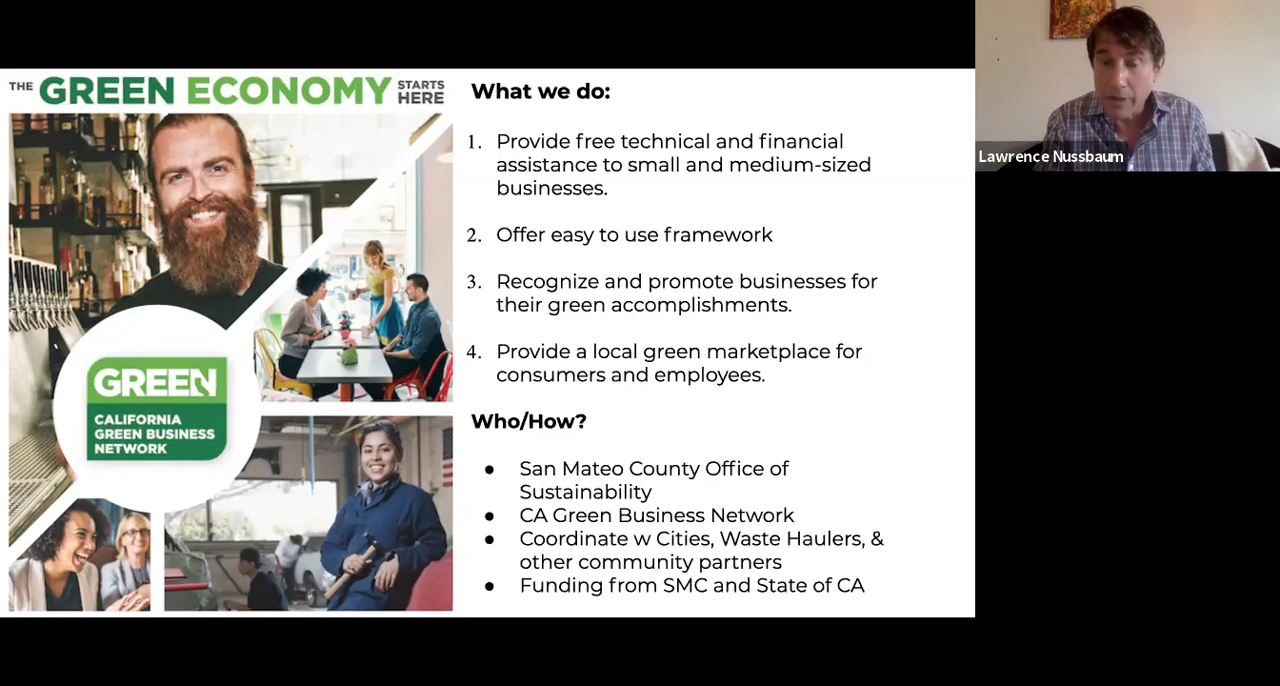 THE GREEN ECONOMY STARTS HERE
What we do:
1. Provide free technical and financial
assistance to small and medium-sized
businesses.
2. Offer easy to use framework
3. Recognize and promote businesses for
their green accomplishments.
4. Provide a local green marketplace for
consumers and employees.
Who/How?
● San Mateo County Office of
Sustainability
● CA Green Business Network
● Coordinate w Cities, Waste Haulers, &
other community partners
● Funding from SMC and State of CA
GREEN
CALIFORNIA
GREEN BUSINESS
NETWORK
Lawrence Nussbaum